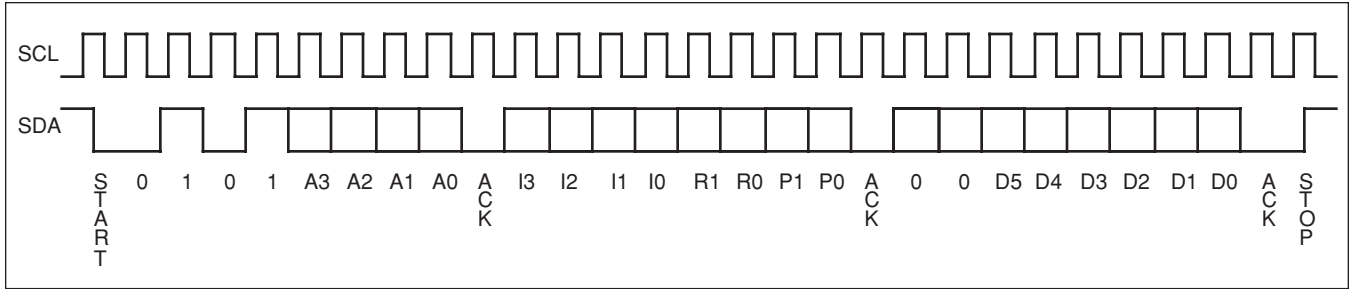 SCL
SDA
START 0 1 0 1 A3 A2 A1 A0 ACK I3 I2 I1 I0 R1 R0 P1 P0 ACK 0 0 D5 D4 D3 D2 D1 D0 ACK STOP